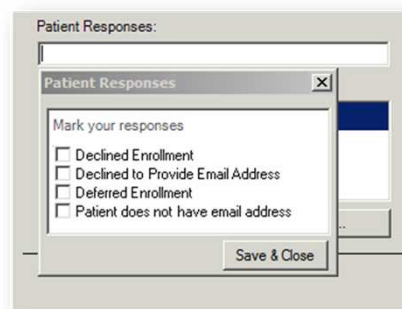 Patient Responses:
Patient Responses
Mark your responses
Declined Enrollment
Declined to Provide Email Address
Deferred Enrollment
Patient does not have email address
...
Save & Close